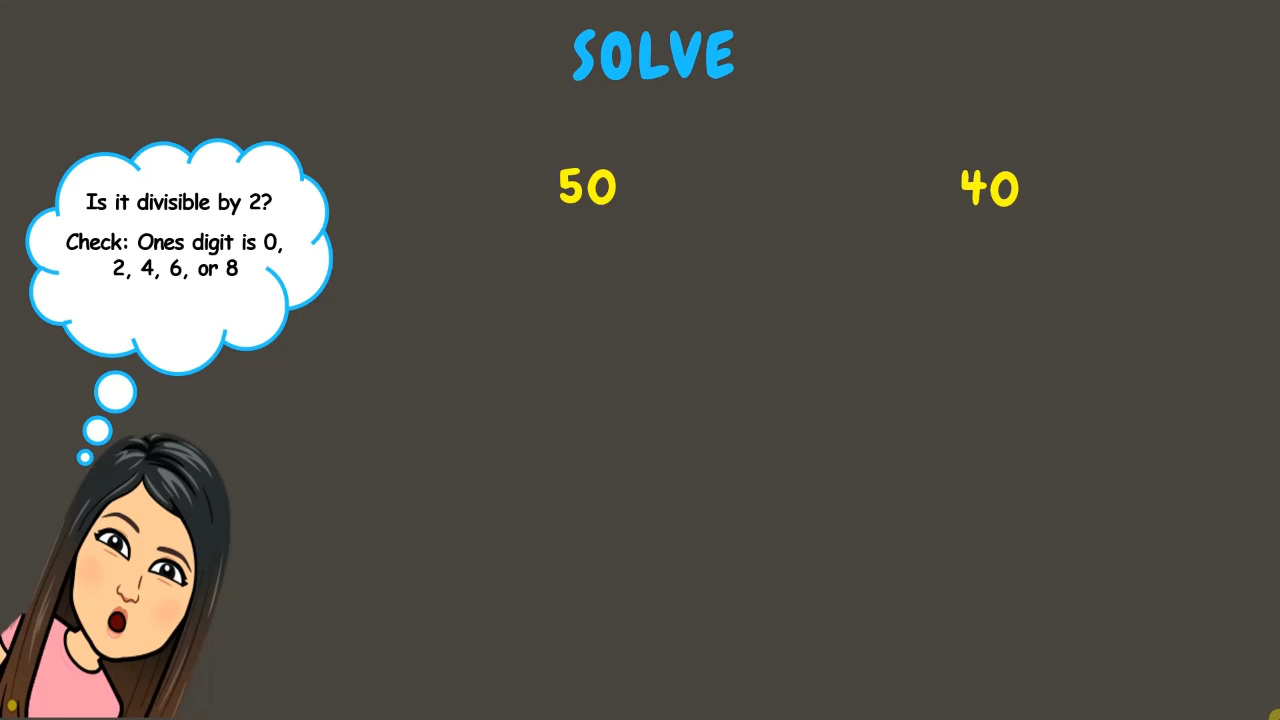 SOLVE
Is it divisible by 2?
Check: Ones digit is 0,
2, 4, 6, or 8
50
40